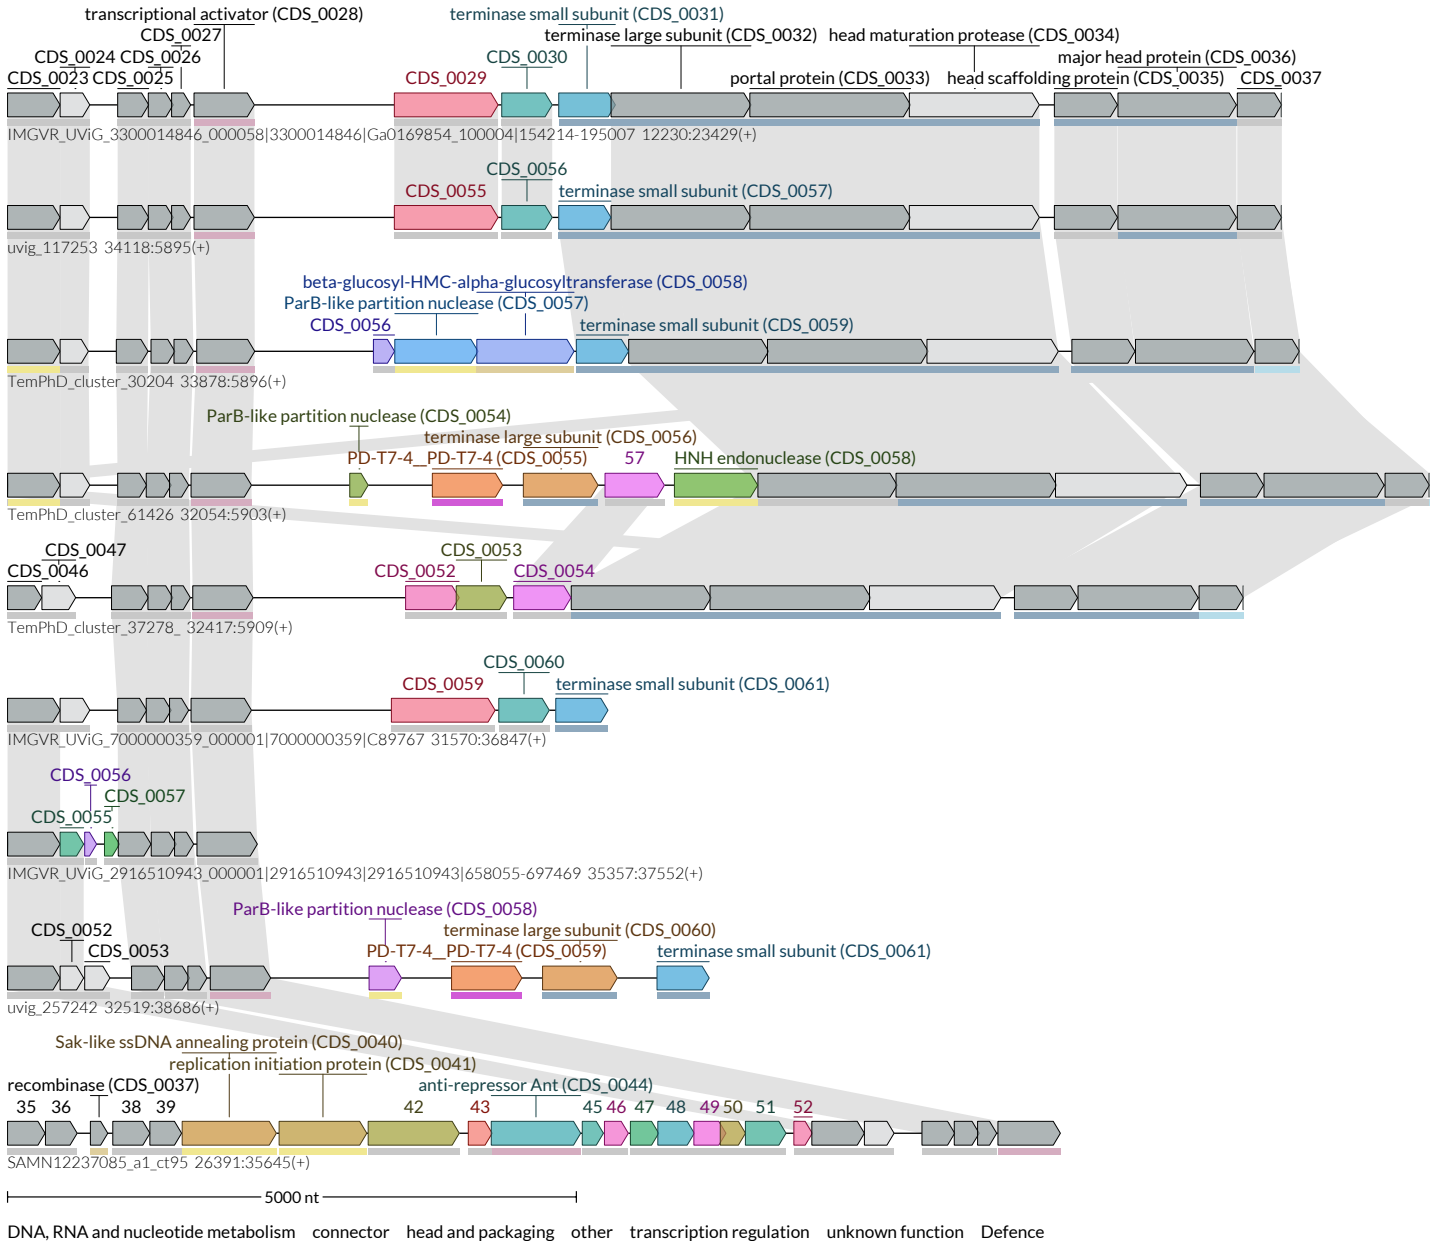 transcriptional activator (CDS_0028)
terminase small subunit (CDS_0031)
CDS_0027
terminase large subunit (CDS_0032)
head maturation protease (CDS_0034)
CDS_0024
CDS_0026
CDS_0030
major head protein (CDS_0036)
CDS_0023
CDS_0025
CDS_0029
portal protein (CDS_0033)
head scaffolding protein (CDS_0035)
CDS_0037
IMGVR_UViG_3300014846_000058|3300014846|Ga0169854_100004|154214-195007 12230:23429(+)
CDS_0056
CDS_0055
terminase small subunit (CDS_0057)
uvig_117253 34118:5895(+)
beta-glucosyl-HMC-alpha-glucosyltransferase (CDS_0058)
ParB-like partition nuclease (CDS_0057)
CDS_0056
terminase small subunit (CDS_0059)
TemPhD_cluster_30204 33878:5896(+)
ParB-like partition nuclease (CDS_0054)
terminase large subunit (CDS_0056)
PD-T7-4__PD-T7-4 (CDS_0055)
57
HNH endonuclease (CDS_0058)
TemPhD_cluster_61426 32054:5903(+)
CDS_0047
CDS_0053
CDS_0046
CDS_0052
CDS_0054
TemPhD_cluster_37278_ 32417:5909(+)
CDS_0060
CDS_0059
terminase small subunit (CDS_0061)
IMGVR_UViG_7000000359_000001|7000000359|C89767 31570:36847(+)
CDS_0056
CDS_0057
CDS_0055
IMGVR_UViG_2916510943_000001|2916510943|2916510943|658055-697469 35357:37552(+)
ParB-like partition nuclease (CDS_0058)
CDS_0052
terminase large subunit (CDS_0060)
CDS_0053
PD-T7-4__PD-T7-4 (CDS_0059)
terminase small subunit (CDS_0061)
uvig_257242 32519:38686(+)
Sak-like ssDNA annealing protein (CDS_0040)
replication initiation protein (CDS_0041)
recombinase (CDS_0037)
anti-repressor Ant (CDS_0044)
35 36 38 39 42 43 45 46 47 48 49 50 51 52
SAMN12237085_a1_ct95 26391:35645(+)
5000 nt
DNA, RNA and nucleotide metabolism connector head and packaging other transcription regulation unknown function Defence